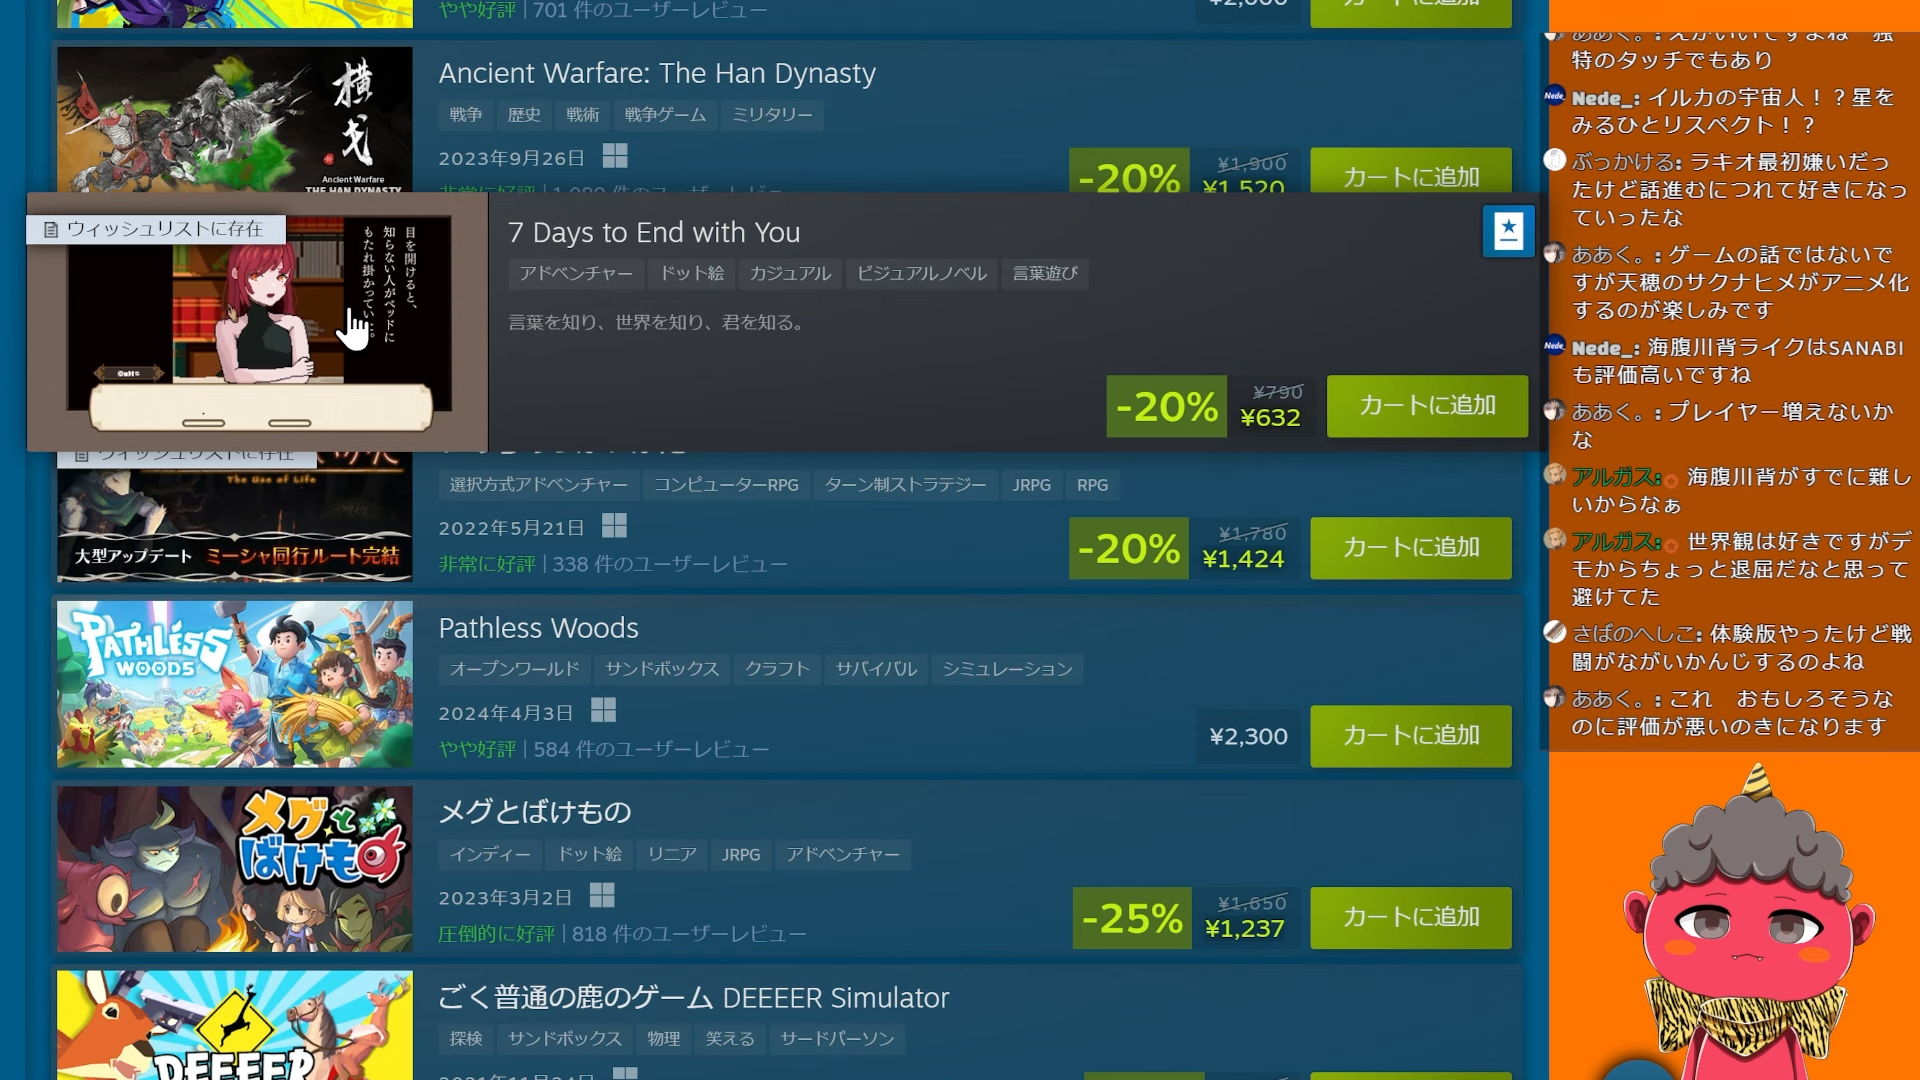 やや好評 | 701 件のユーザーレビュー
横戈
Ancient Warfare
THE HAN DYNASTY
Ancient Warfare: The Han Dynasty
戦争 歴史 戦術 戦争ゲーム ミリタリー
2023年9月26日
-20% ¥1,900
¥1,520
カートに追加
ウィッシュリストに存在
目を開けると、
知らない人がベッドに
もたれ掛かってい…。
7 Days to End with You
アドベンチャー ドット絵 カジュアル ビジュアルノベル 言葉遊び
言葉を知り、世界を知り、君を知る。
-20% ¥790
¥632
カートに追加
ウィッシュリストに存在
The Use of Life
大型アップデート ミーシャ同行ルート完結
選択方式アドベンチャー コンピューターRPG ターン制ストラテジー JRPG RPG
2022年5月21日
非常に好評 | 338 件のユーザーレビュー
-20% ¥1,780
¥1,424
カートに追加
PATHLESS
WOODS
Pathless Woods
オープンワールド サンドボックス クラフト サバイバル シミュレーション
2024年4月3日
やや好評 | 584 件のユーザーレビュー
¥2,300
カートに追加
メグと
ばけもの
メグとばけもの
インディー ドット絵 リニア JRPG アドベンチャー
2023年3月2日
圧倒的に好評 | 818 件のユーザーレビュー
-25% ¥1,650
¥1,237
カートに追加
DEEEER
ごく普通の鹿のゲーム DEEEER Simulator
探検 サンドボックス 物理 笑える サードパーソン
特のタッチでもあり
Nede_: イルカの宇宙人！？星を
みるひとリスペクト！？
ぶっかける: ラキオ最初嫌いだっ
たけど話進むにつれて好きになっ
ていったな
ああく。: ゲームの話ではないで
すが天穂のサクナヒメがアニメ化
するのが楽しみです
Nede_: 海腹川背ライクはSANABI
も評価高いですね
ああく。: プレイヤー増えないか
な
アルガス: 海腹川背がすでに難し
いからなぁ
アルガス: 世界観は好きですがデ
モからちょっと退屈だなと思って
避けてた
さばのへしこ: 体験版やったけど戦
闘がながいかんじするのよね
ああく。: これ　おもしろそうな
のに評価が悪いのきになります